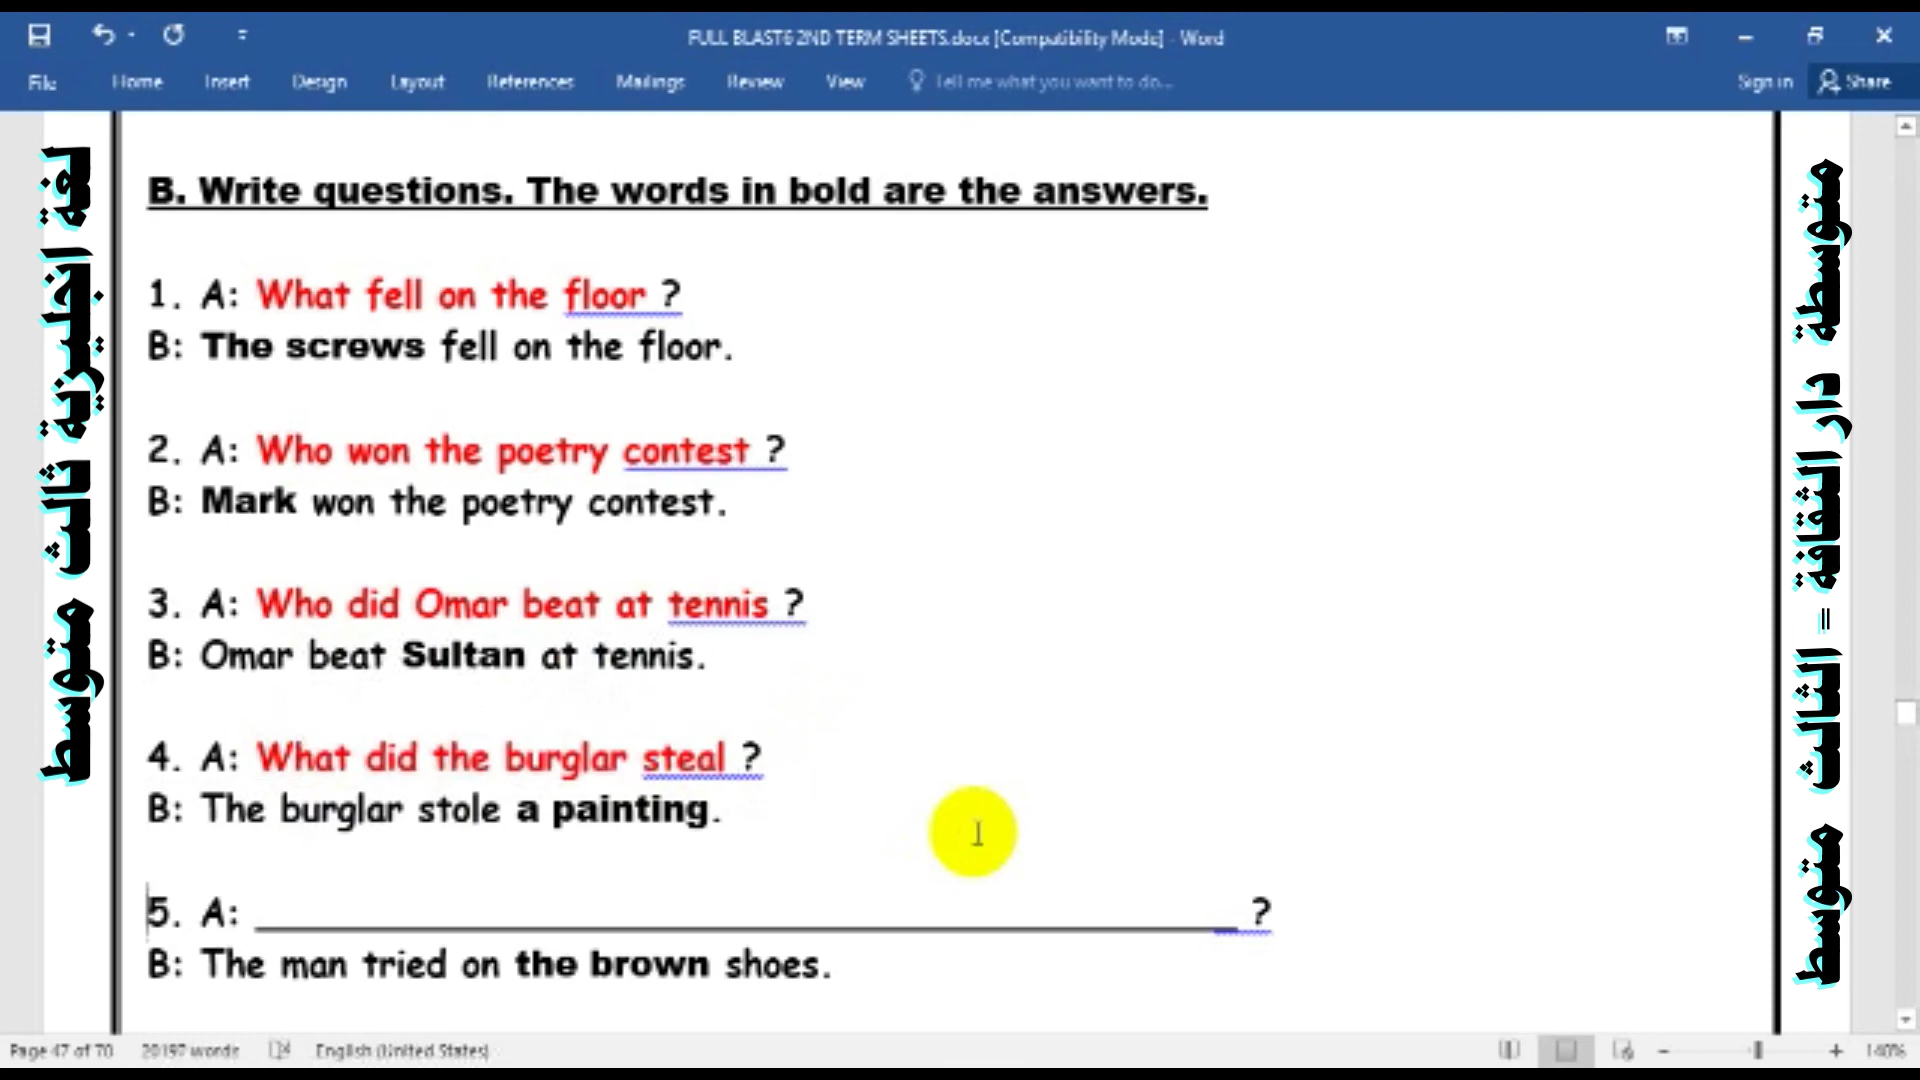 FULL BLAST6 2ND TERM SHEETS.docx [Compatibility Mode] - Word
File Home Insert Design Layout References Mailings Review View Tell me what you want to do... Sign in Share
لغة انجليزية ثالث متوسط
B. Write questions. The words in bold are the answers.
1. A: What fell on the floor ?
B: The screws fell on the floor.
2. A: Who won the poetry contest ?
B: Mark won the poetry contest.
3. A: Who did Omar beat at tennis ?
B: Omar beat Sultan at tennis.
4. A: What did the burglar steal ?
B: The burglar stole a painting.
5. A: ______________________________ ?
B: The man tried on the brown shoes.
متوسطة دار الثقافة = الثالث متوسط
Page 47 of 70 20197 words English (United States) 140%